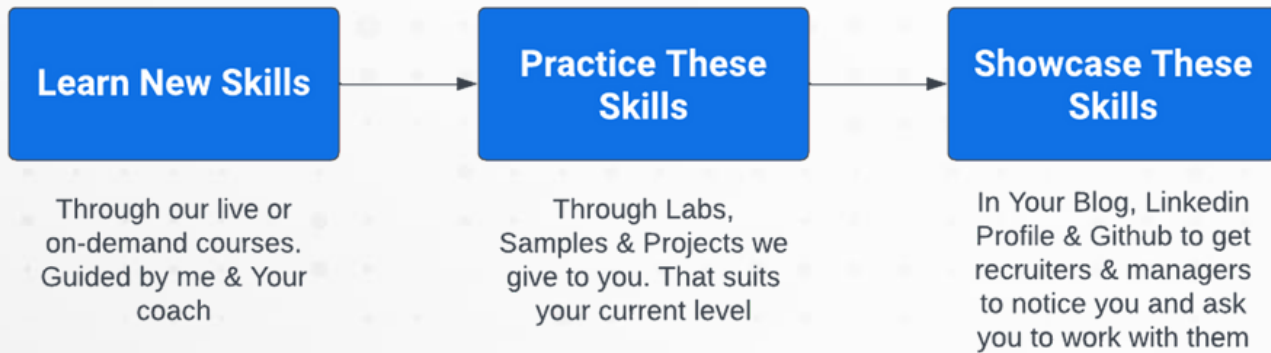 Learn New Skills
Through our live or
on-demand courses.
Guided by me & Your
coach
Practice These
Skills
Through Labs,
Samples & Projects we
give to you. That suits
your current level
Showcase These
Skills
In Your Blog, Linkedin
Profile & Github to get
recruiters & managers
to notice you and ask
you to work with them